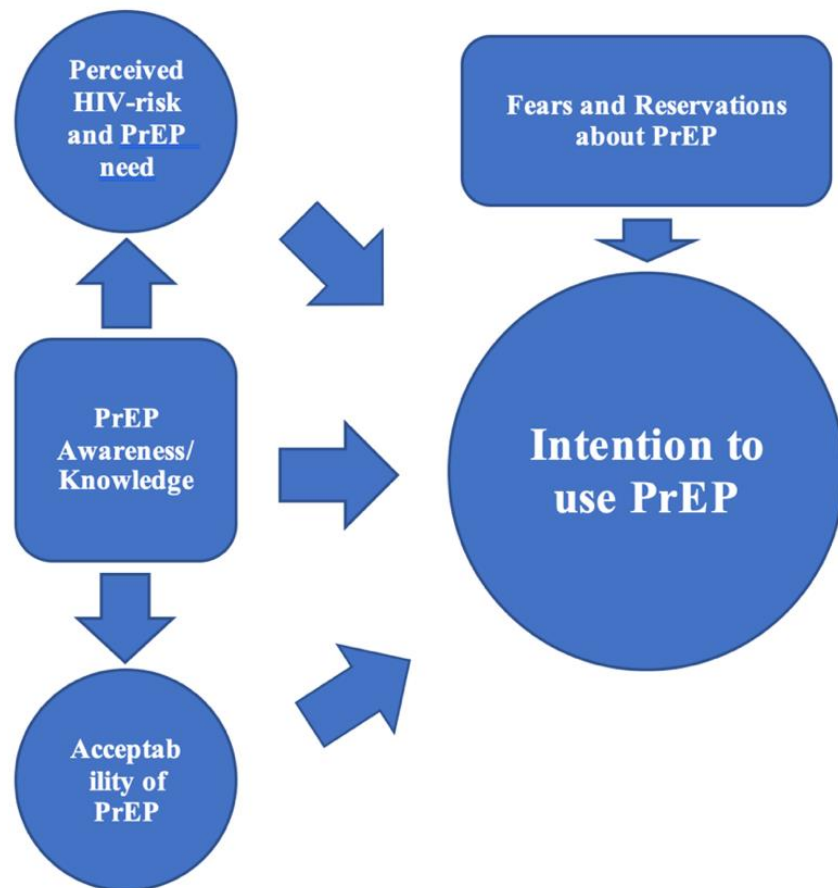 Perceived
HIV-risk
and PrEP
need
Fears and Reservations
about PrEP
PrEP
Awareness/
Knowledge
Intention to
use PrEP
Acceptab
ility of
PrEP